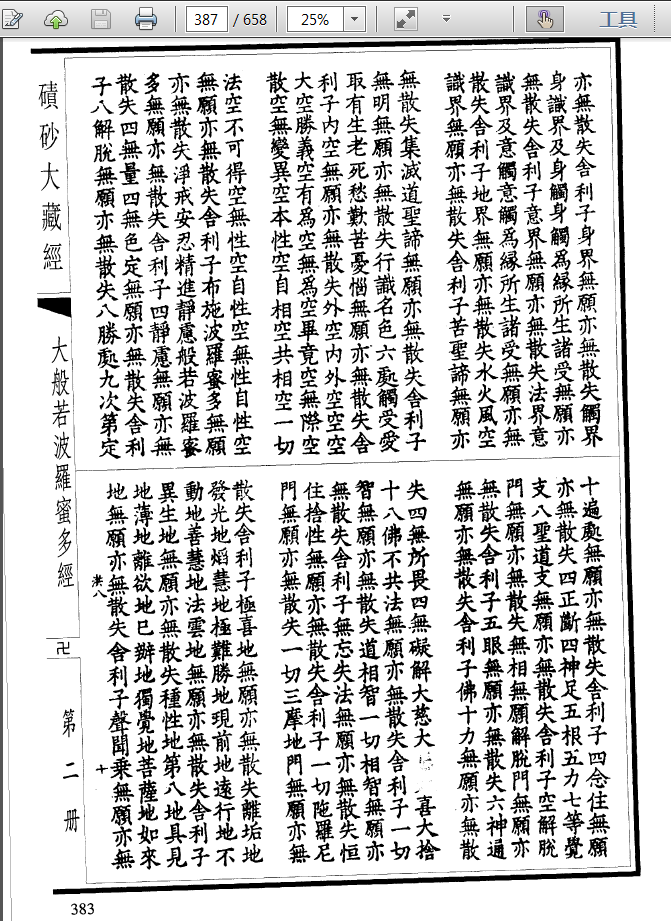 387 / 658
25%
工具
亦無散失舍利子身界無願亦無散失觸界
身識界及身觸身觸爲緣所生諸受無願亦
無散失舍利子意界無願亦無散失法界意
識界及意觸意觸爲緣所生諸受無願亦無
散失舍利子地界無願亦無散失水火風空
識界無願亦無散失舍利子苦聖諦無願亦
無散失集滅道聖諦無願亦無散失舍利子
無明無願亦無散失行識名色六處觸受愛
取有生老死愁歎苦憂惱無願亦無散失舍
利子内空無願亦無散失外空内外空空空
大空勝義空有爲空無爲空畢竟空無際空
散空無變異空本性空自相空共相空一切
法空不可得空無性空自性空無性自性空
無願亦無散失舍利子布施波羅蜜多無願
亦無散失淨戒安忍精進靜慮般若波羅蜜
多無願亦無散失舍利子四靜慮無願亦無
散失四無量四無色定無願亦無散失舍利
子八解脫無願亦無散失八勝處九次第定
十遍處無願亦無散失舍利子四念住無願
亦無散失四正斷四神足五根五力七等覺
支八聖道支無願亦無散失舍利子空解脫
門無願亦無散失無相無願解脫門無願亦
無散失舍利子五眼無願亦無散失六神通
無願亦無散失舍利子佛十力無願亦無散
失四無所畏四無礙解大慈大喜大捨
十八佛不共法無願亦無散失舍利子一切
智無願亦無散失道相智一切相智無願亦
無散失舍利子無忘失法無願亦無散失恒
住捨性無願亦無散失舍利子一切陁羅尼
門無願亦無散失一切三摩地門無願亦無
散失舍利子極喜地無願亦無散失離垢地
發光地焰慧地極難勝地現前地遠行地不
動地善慧地法雲地無願亦無散失舍利子
異生地無願亦無散失種性地第八地具見
地薄地離欲地已辦地獨覺地菩薩地如來
地無願亦無散失舍利子聲聞乘無願亦無
洪八 十
磧砂大藏經
大般若波羅蜜多經
卍
第二册
383